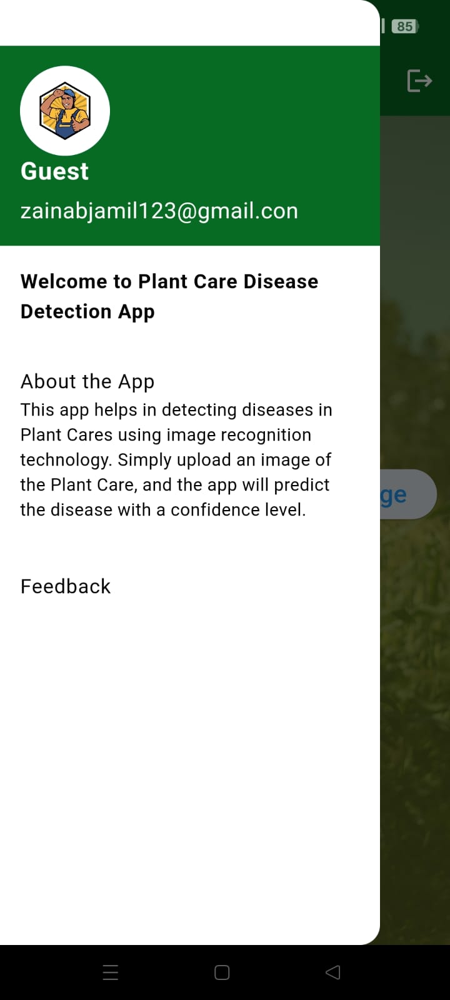 85
Guest
zainabjamil123@gmail.con
Welcome to Plant Care Disease
Detection App
About the App
This app helps in detecting diseases in
Plant Cares using image recognition
technology. Simply upload an image of
the Plant Care, and the app will predict
the disease with a confidence level.
ge
Feedback